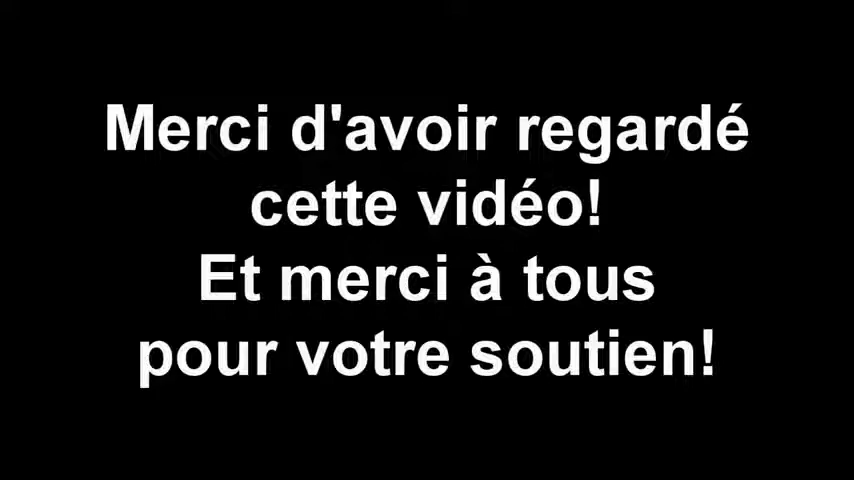 Merci d'avoir regardé
cette vidéo!
Et merci à tous
pour votre soutien!